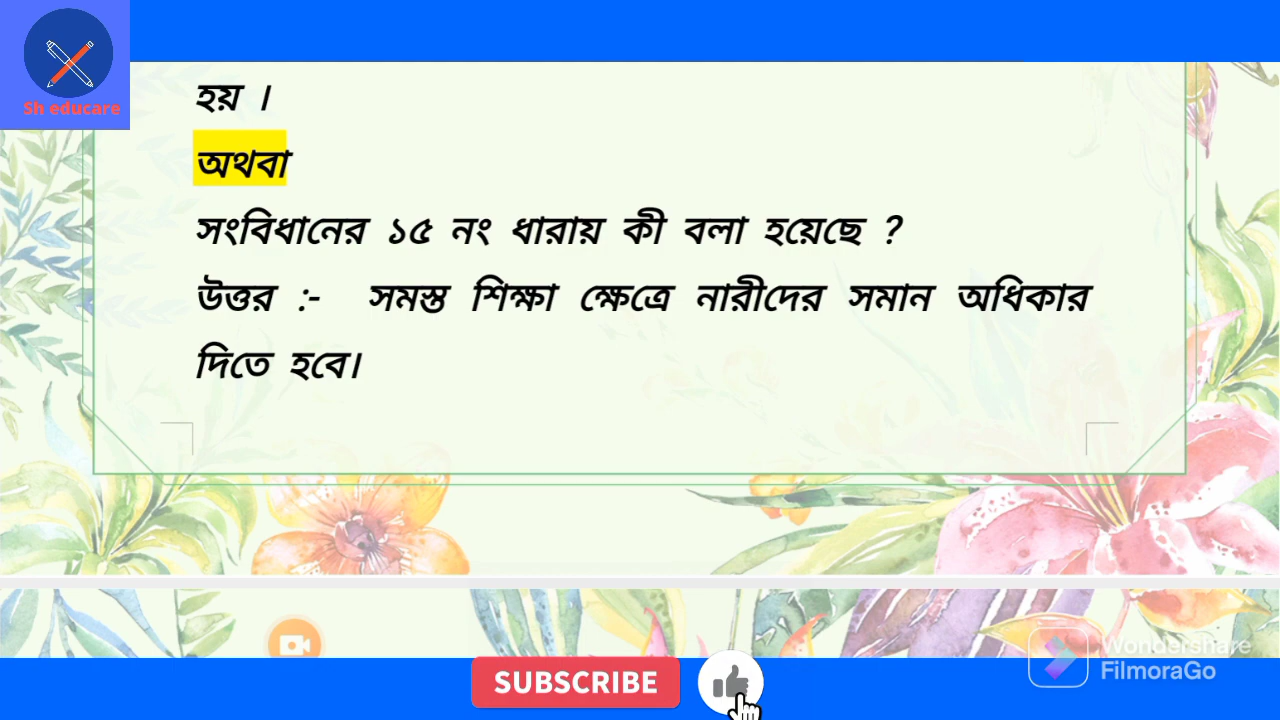 Sh educare
হয় ।
অথবা
সংবিধানের ১৫ নং ধারায় কী বলা হয়েছে ?
উত্তর :- সমস্ত শিক্ষা ক্ষেত্রে নারীদের সমান অধিকার
দিতে হবে।
Wondershare
FilmoraGo
SUBSCRIBE